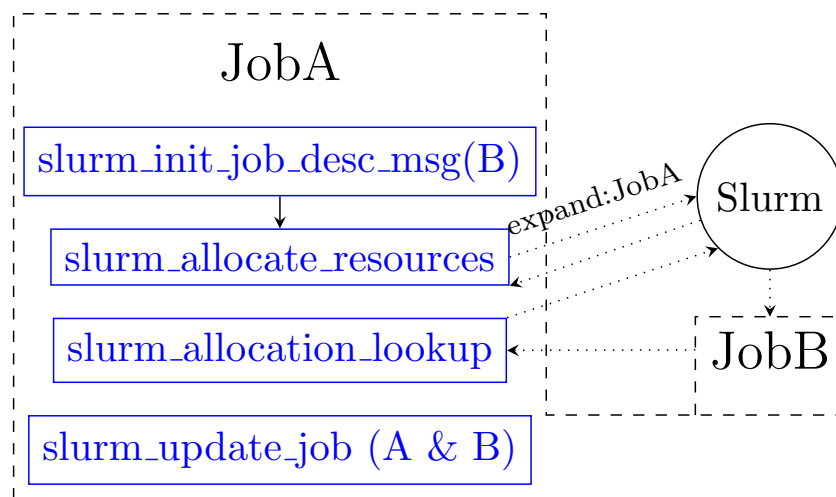 JobA
slurm_init_job_desc_msg(B)
expand:JobA
Slurm
slurm_allocate_resources
slurm_allocation_lookup
JobB
slurm_update_job (A & B)